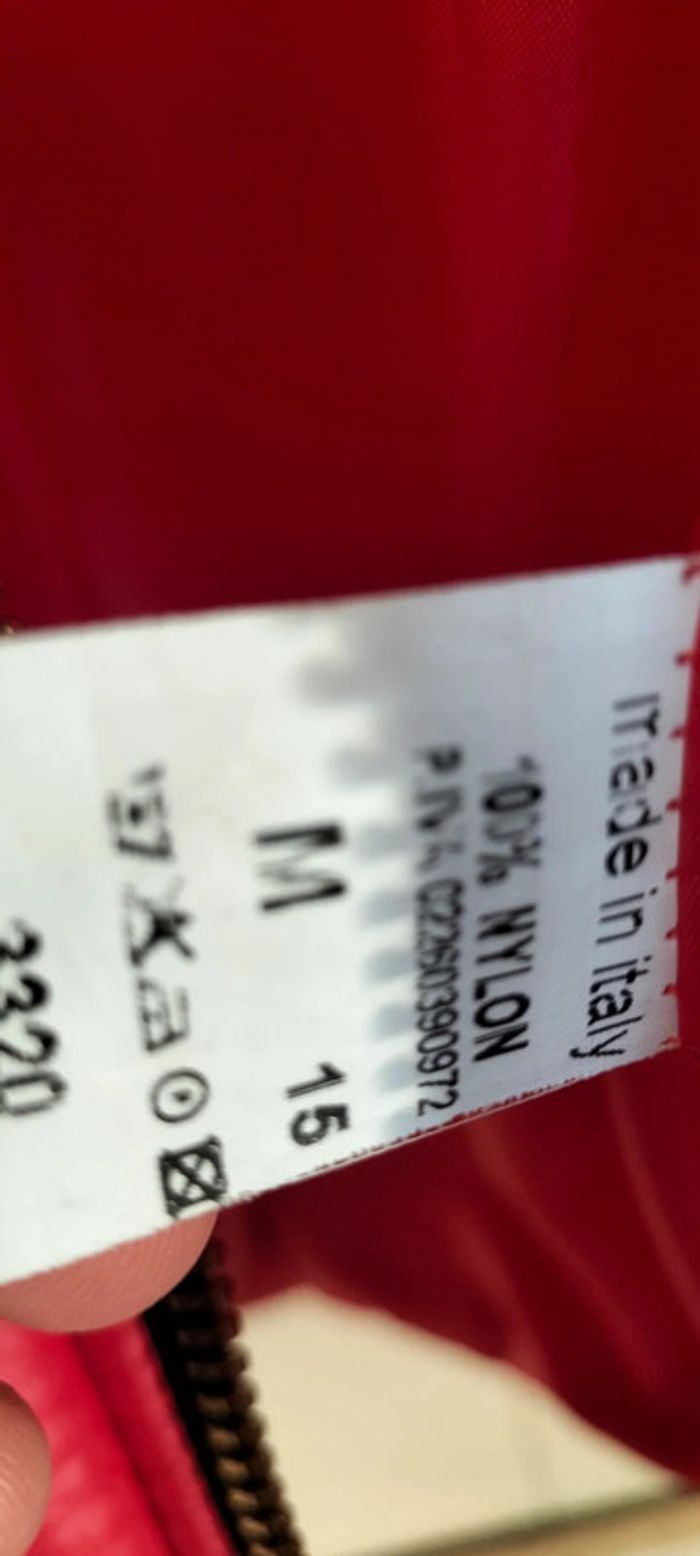 made in italy
100% NYLON
P.IVA 02260390972
M 15
3320